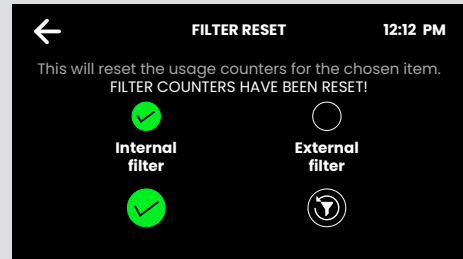 FILTER RESET 12:12 PM
This will reset the usage counters for the chosen item.
FILTER COUNTERS HAVE BEEN RESET!
Internal filter
External filter